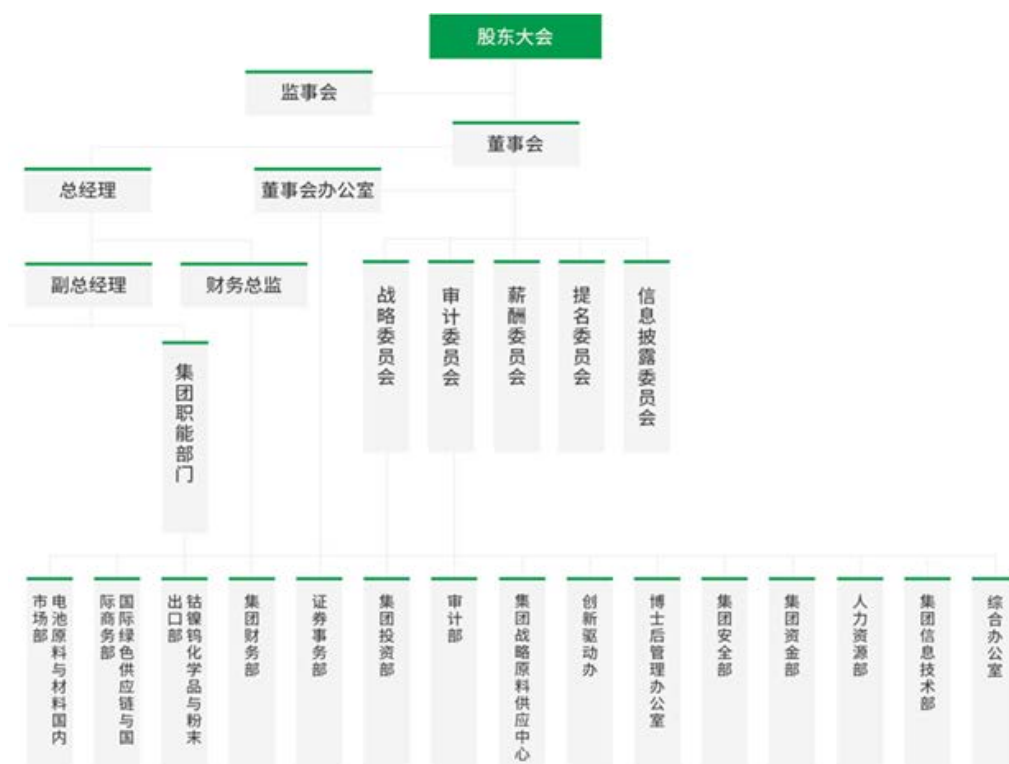 股东大会
监事会
董事会
总经理
董事会办公室
副总经理
财务总监
战略委员会
审计委员会
薪酬委员会
提名委员会
信息披露委员会
集团职能部门
电池原料与材料国内
市场部
国际绿色供应链与国
际商务部
钴镍钨化学品与粉末
出口部
集团财务部
证券事务部
集团投资部
审计部
集团战略原料供应中心
创新驱动办
博士后管理办公室
集团安全部
集团资金部
人力资源部
集团信息技术部
综合办公室